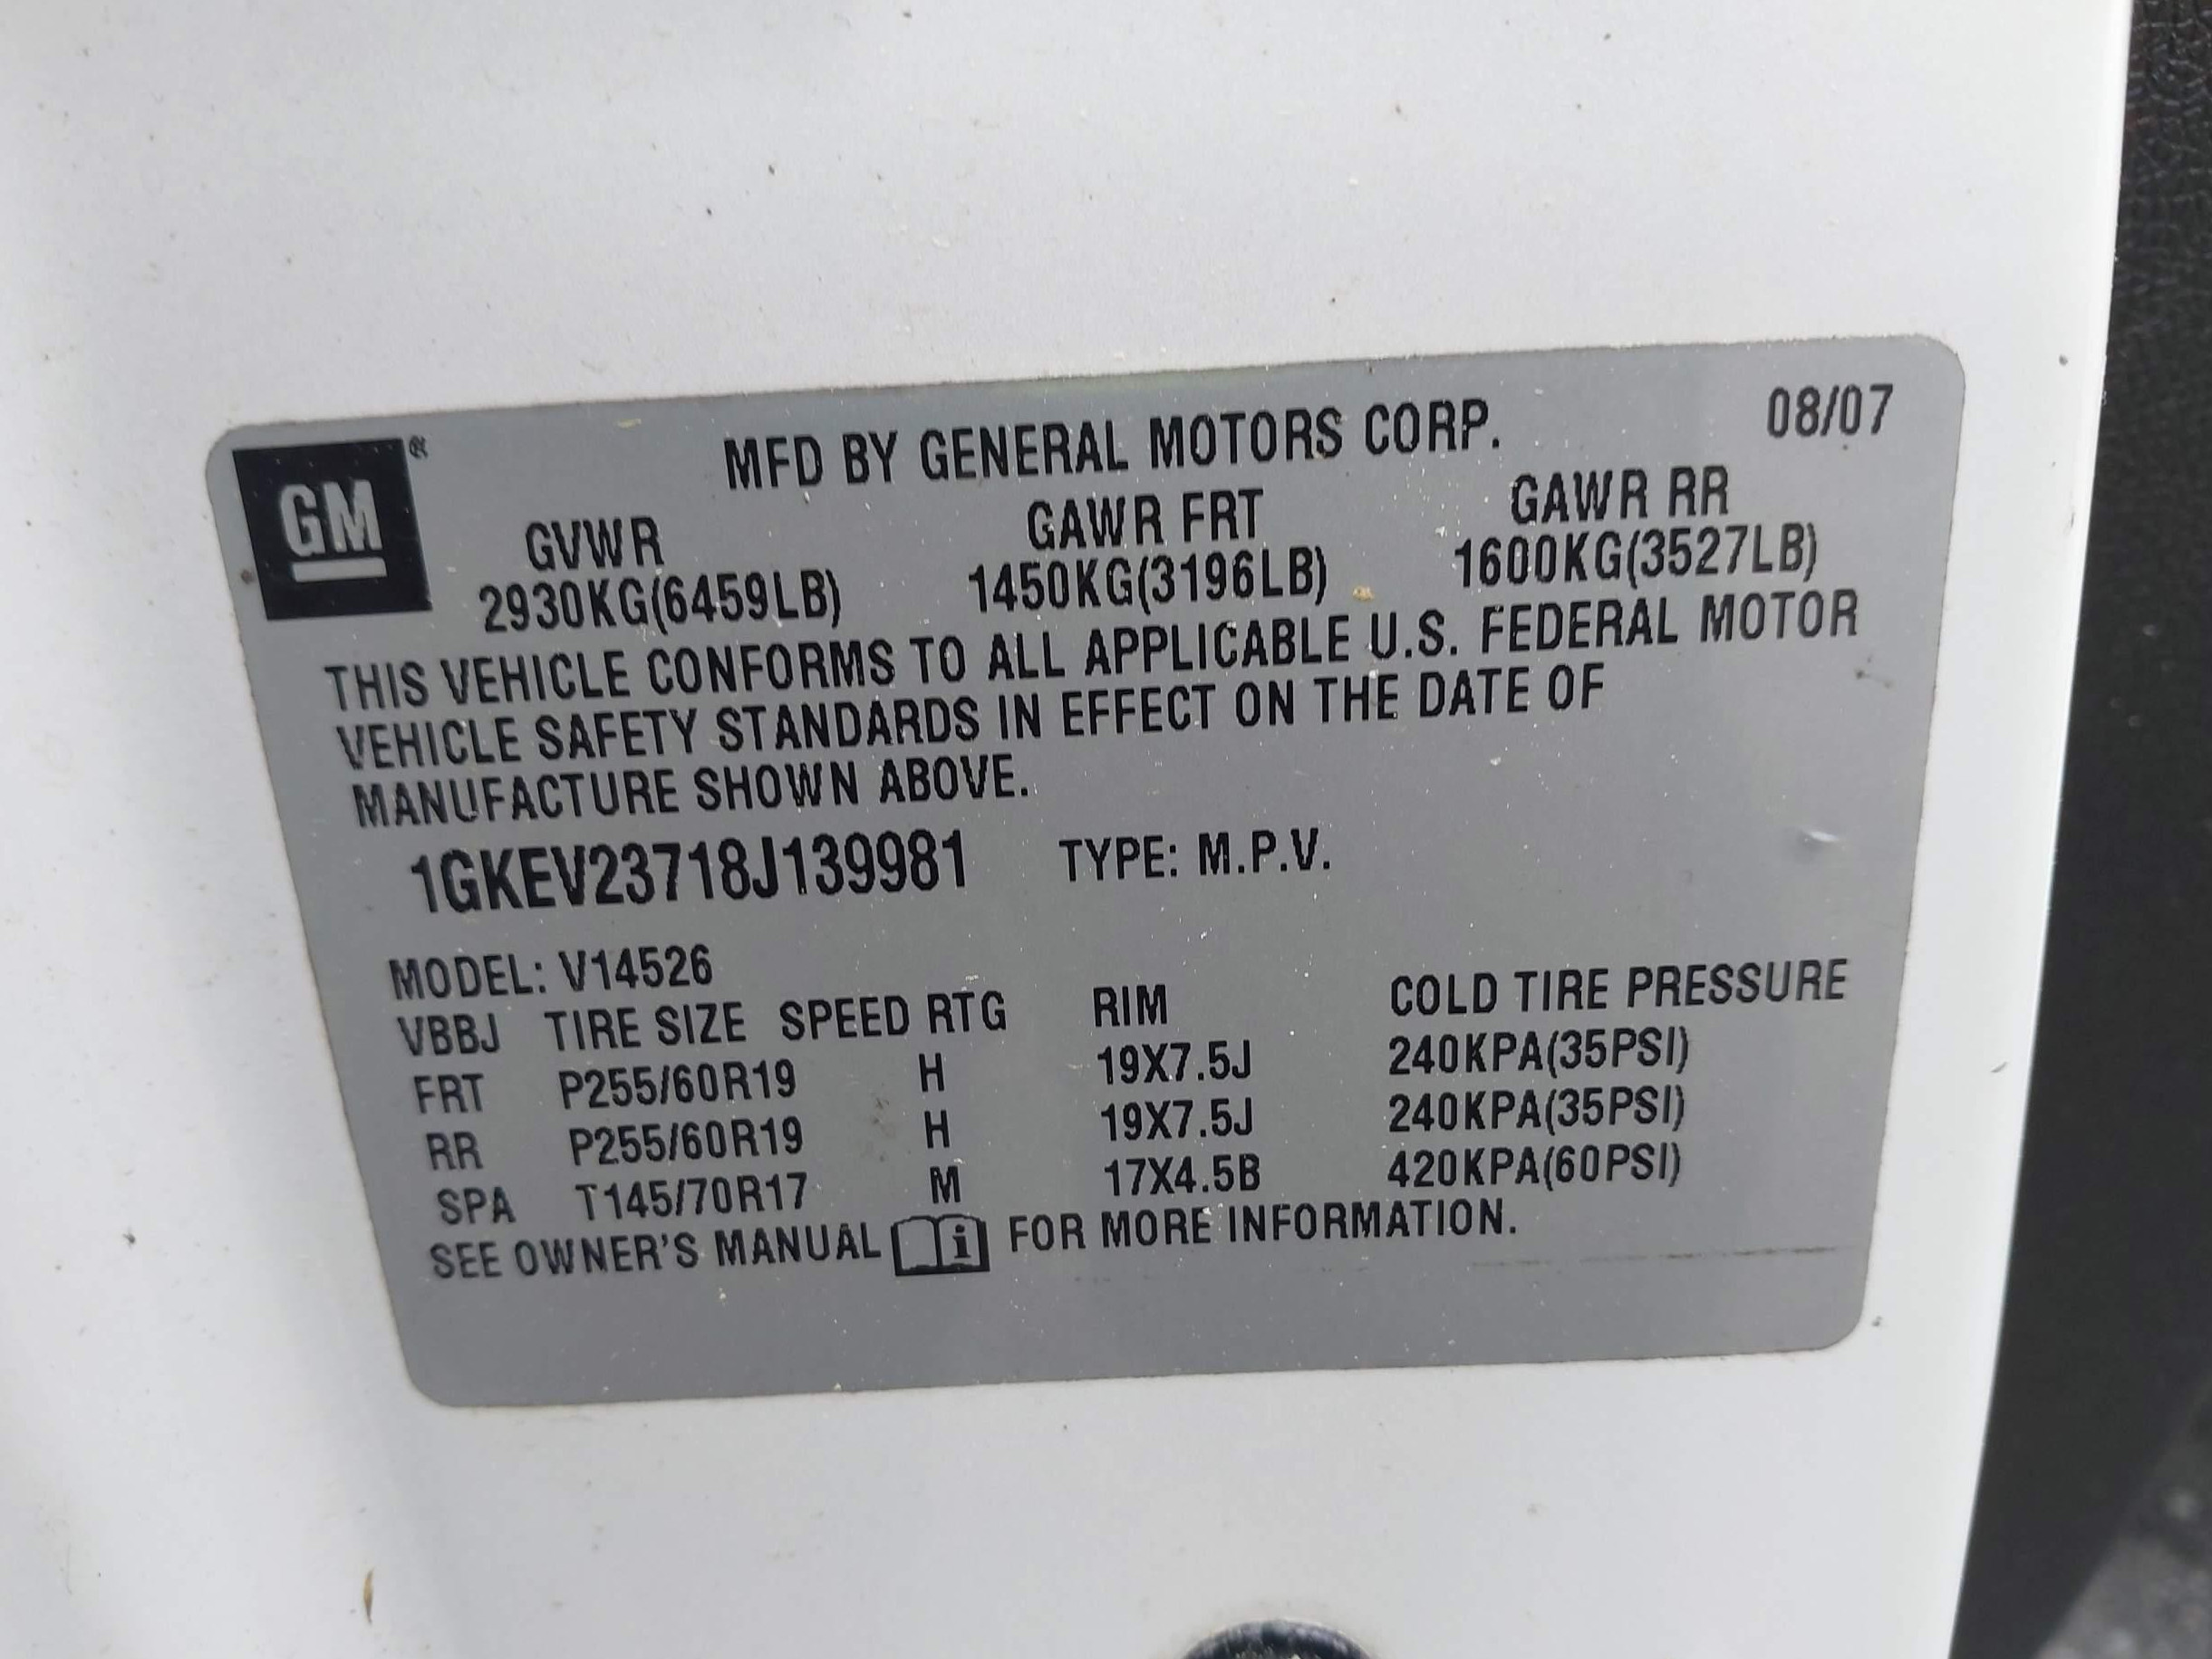 GM ®
MFD BY GENERAL MOTORS CORP. 08/07
GVWR GAWR FRT GAWR RR
2930KG(6459LB) 1450KG(3196LB) 1600KG(3527LB)
THIS VEHICLE CONFORMS TO ALL APPLICABLE U.S. FEDERAL MOTOR
VEHICLE SAFETY STANDARDS IN EFFECT ON THE DATE OF
MANUFACTURE SHOWN ABOVE.
1GKEV23718J139981 TYPE: M.P.V.
MODEL: V14526
VBBJ TIRE SIZE SPEED RTG RIM COLD TIRE PRESSURE
FRT P255/60R19 H 19X7.5J 240KPA(35PSI)
RR P255/60R19 H 19X7.5J 240KPA(35PSI)
SPA T145/70R17 M 17X4.5B 420KPA(60PSI)
SEE OWNER'S MANUAL i FOR MORE INFORMATION.